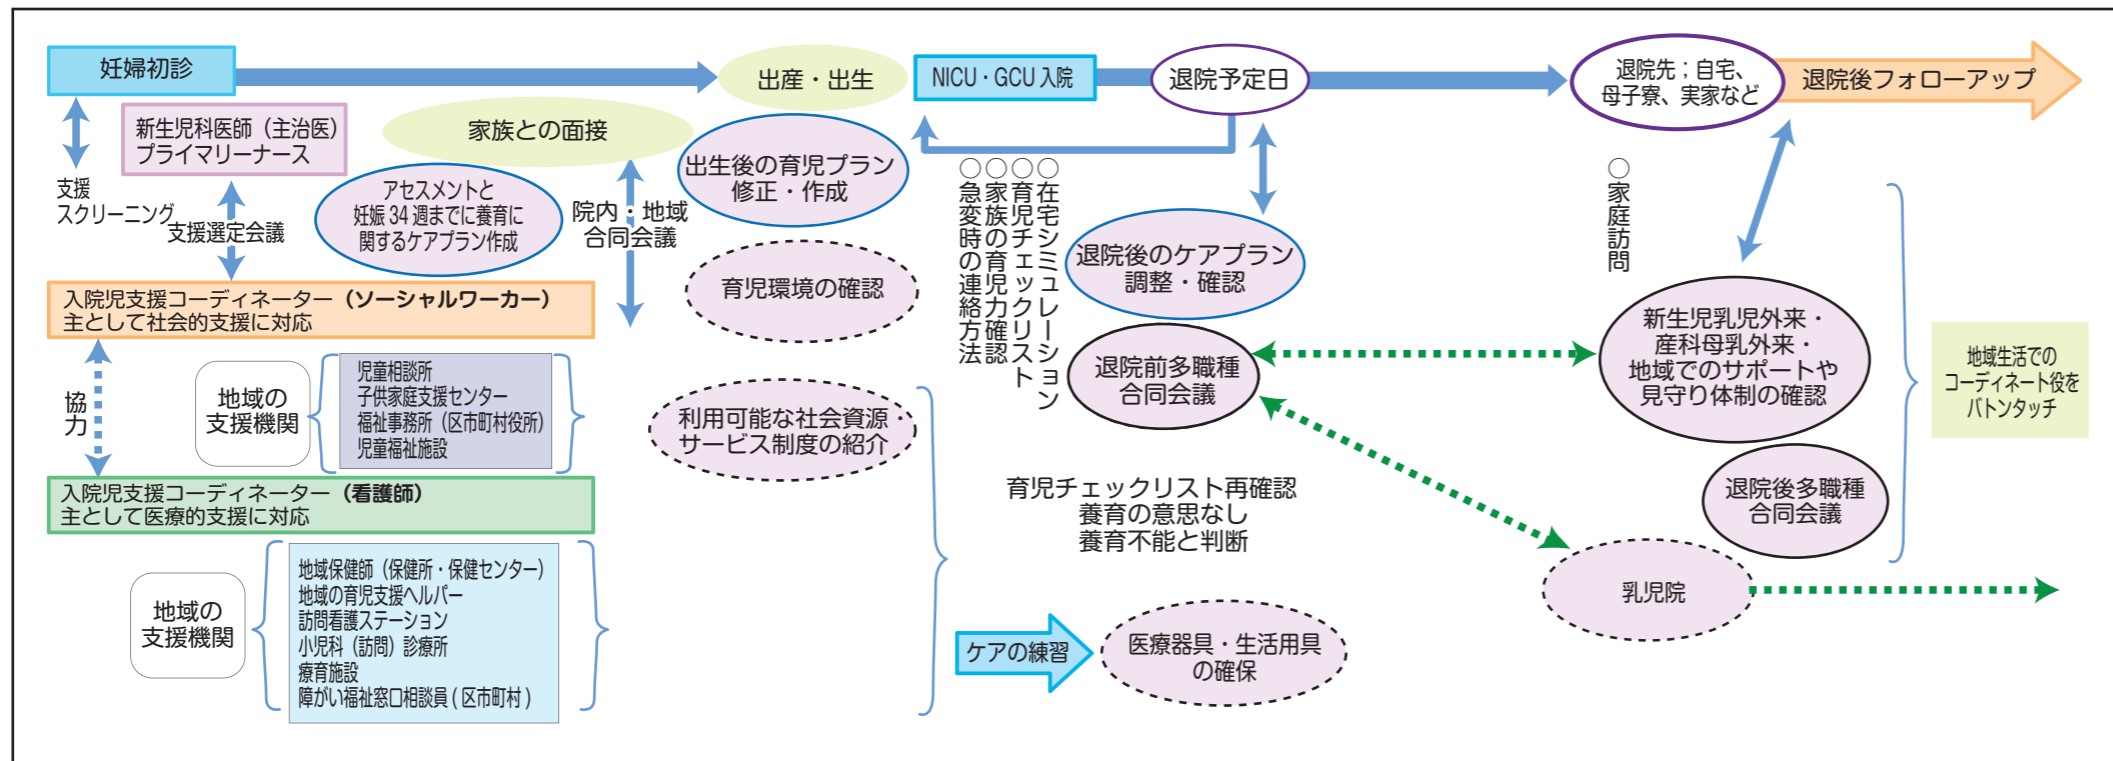 妊婦初診
出産・出生
NICU・GCU 入院
退院予定日
退院先；自宅、
母子寮、実家など
退院後フォローアップ
新生児科医師（主治医）
プライマリーナース
家族との面接
支援
スクリーニング
支援選定会議
アセスメントと
妊娠 34 週までに養育に
関するケアプラン作成
院内・地域
合同会議
出生後の育児プラン
修正・作成
育児環境の確認
利用可能な社会資源・
サービス制度の紹介
入院児支援コーディネーター（ソーシャルワーカー）
主として社会的支援に対応
協力
地域の
支援機関
児童相談所
子供家庭支援センター
福祉事務所（区市町村役所）
児童福祉施設
入院児支援コーディネーター（看護師）
主として医療的支援に対応
地域の
支援機関
地域保健師（保健所・保健センター）
地域の育児支援ヘルパー
訪問看護ステーション
小児科（訪問）診療所
療育施設
障がい福祉窓口相談員 ( 区市町村 )
○在宅シミュレーション
○育児チェックリスト
○家族の育児力確認
○急変時の連絡方法
退院後のケアプラン
調整・確認
退院前多職種
合同会議
育児チェックリスト再確認
養育の意思なし
養育不能と判断
ケアの練習
医療器具・生活用具
の確保
○家庭訪問
新生児乳児外来・
産科母乳外来・
地域でのサポートや
見守り体制の確認
退院後多職種
合同会議
乳児院
地域生活での
コーディネート役を
バトンタッチ